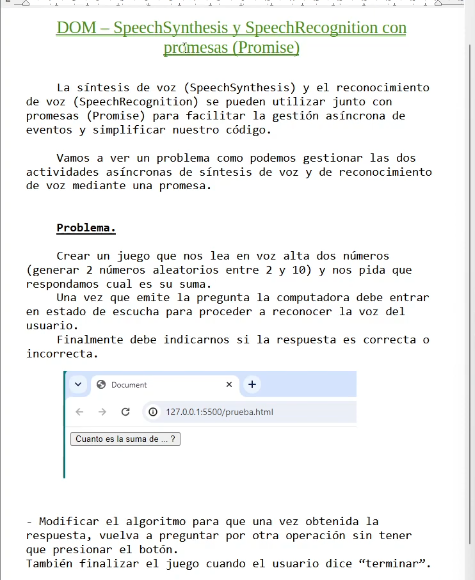 DOM – SpeechSynthesis y SpeechRecognition con
promesas (Promise)
La síntesis de voz (SpeechSynthesis) y el reconocimiento
de voz (SpeechRecognition) se pueden utilizar junto con
promesas (Promise) para facilitar la gestión asíncrona de
eventos y simplificar nuestro código.
Vamos a ver un problema como podemos gestionar las dos
actividades asíncronas de síntesis de voz y de reconocimiento
de voz mediante una promesa.
Problema.
Crear un juego que nos lea en voz alta dos números
(generar 2 números aleatorios entre 2 y 10) y nos pida que
respondamos cual es su suma.
Una vez que emite la pregunta la computadora debe entrar
en estado de escucha para proceder a reconocer la voz del
usuario.
Finalmente debe indicarnos si la respuesta es correcta o
incorrecta.
Document
127.0.0.1:5500/prueba.html
Cuanto es la suma de ... ?
- Modificar el algoritmo para que una vez obtenida la
respuesta, vuelva a preguntar por otra operación sin tener
que presionar el botón.
También finalizar el juego cuando el usuario dice “terminar”.